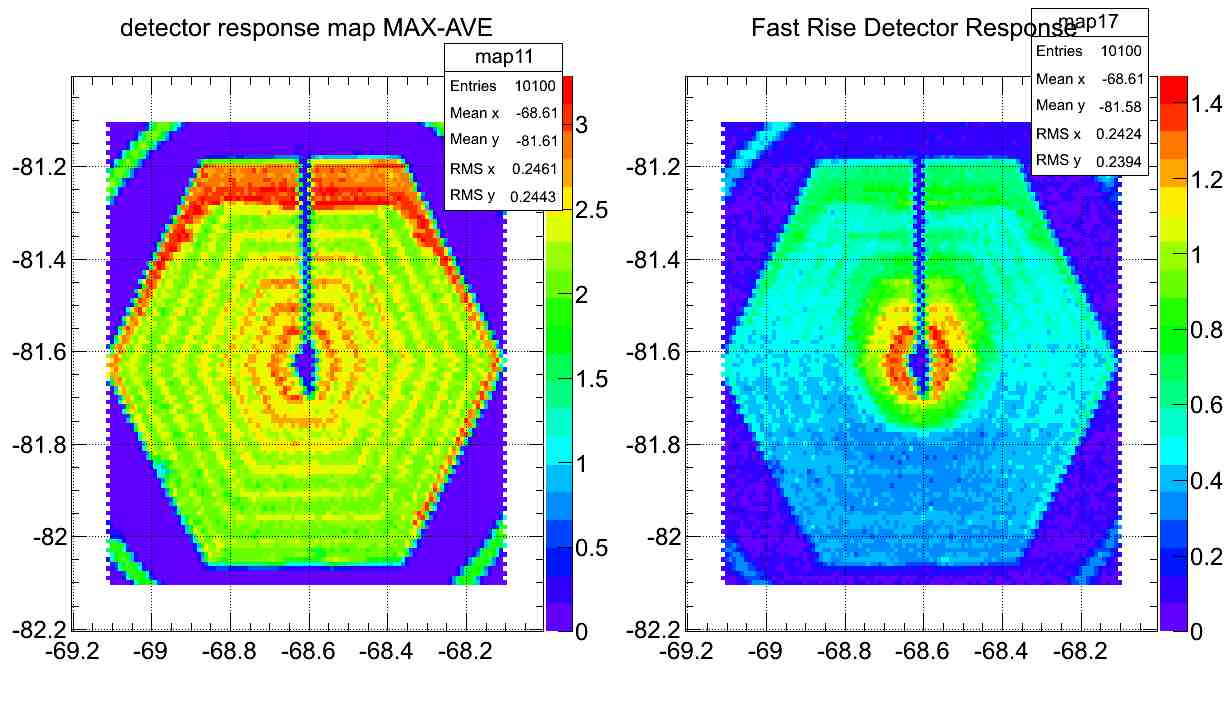 detector response map MAX-AVE
map11
Entries 10100
Mean x -68.61
Mean y -81.61
RMS x 0.2461
RMS y 0.2443
-81.2
-81.4
-81.6
-81.8
-82
-82.2
-69.2 -69 -68.8 -68.6 -68.4 -68.2
3
2.5
2
1.5
1
0.5
0
Fast Rise Detector Response
map17
Entries 10100
Mean x -68.61
Mean y -81.58
RMS x 0.2424
RMS y 0.2394
-81.2
-81.4
-81.6
-81.8
-82
-82.2
-69.2 -69 -68.8 -68.6 -68.4 -68.2
1.4
1.2
1
0.8
0.6
0.4
0.2
0